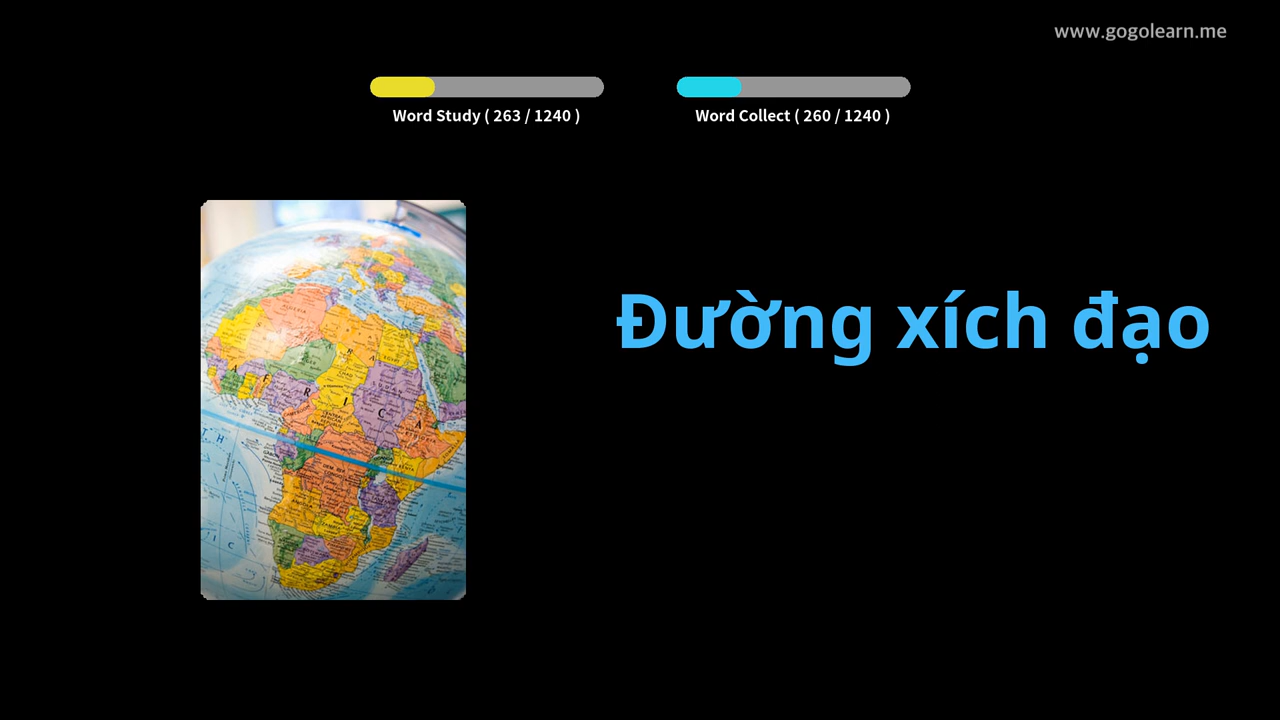 www.gogolearn.me
Word Study ( 263 / 1240 )
Word Collect ( 260 / 1240 )
Đường xích đạo
A F R I C A